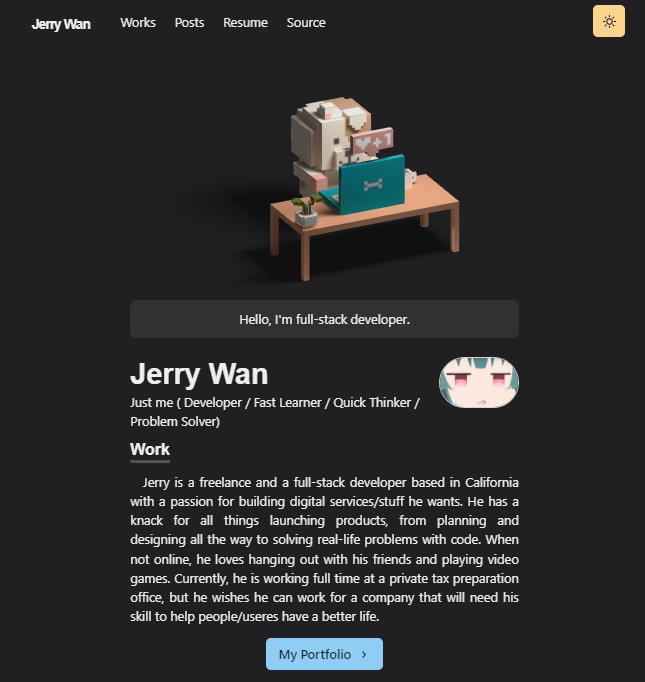 Jerry Wan Works Posts Resume Source
+1
Hello, I'm full-stack developer.
Jerry Wan
Just me ( Developer / Fast Learner / Quick Thinker /
Problem Solver)
Work
Jerry is a freelance and a full-stack developer based in California
with a passion for building digital services/stuff he wants. He has a
knack for all things launching products, from planning and
designing all the way to solving real-life problems with code. When
not online, he loves hanging out with his friends and playing video
games. Currently, he is working full time at a private tax preparation
office, but he wishes he can work for a company that will need his
skill to help people/useres have a better life.
My Portfolio